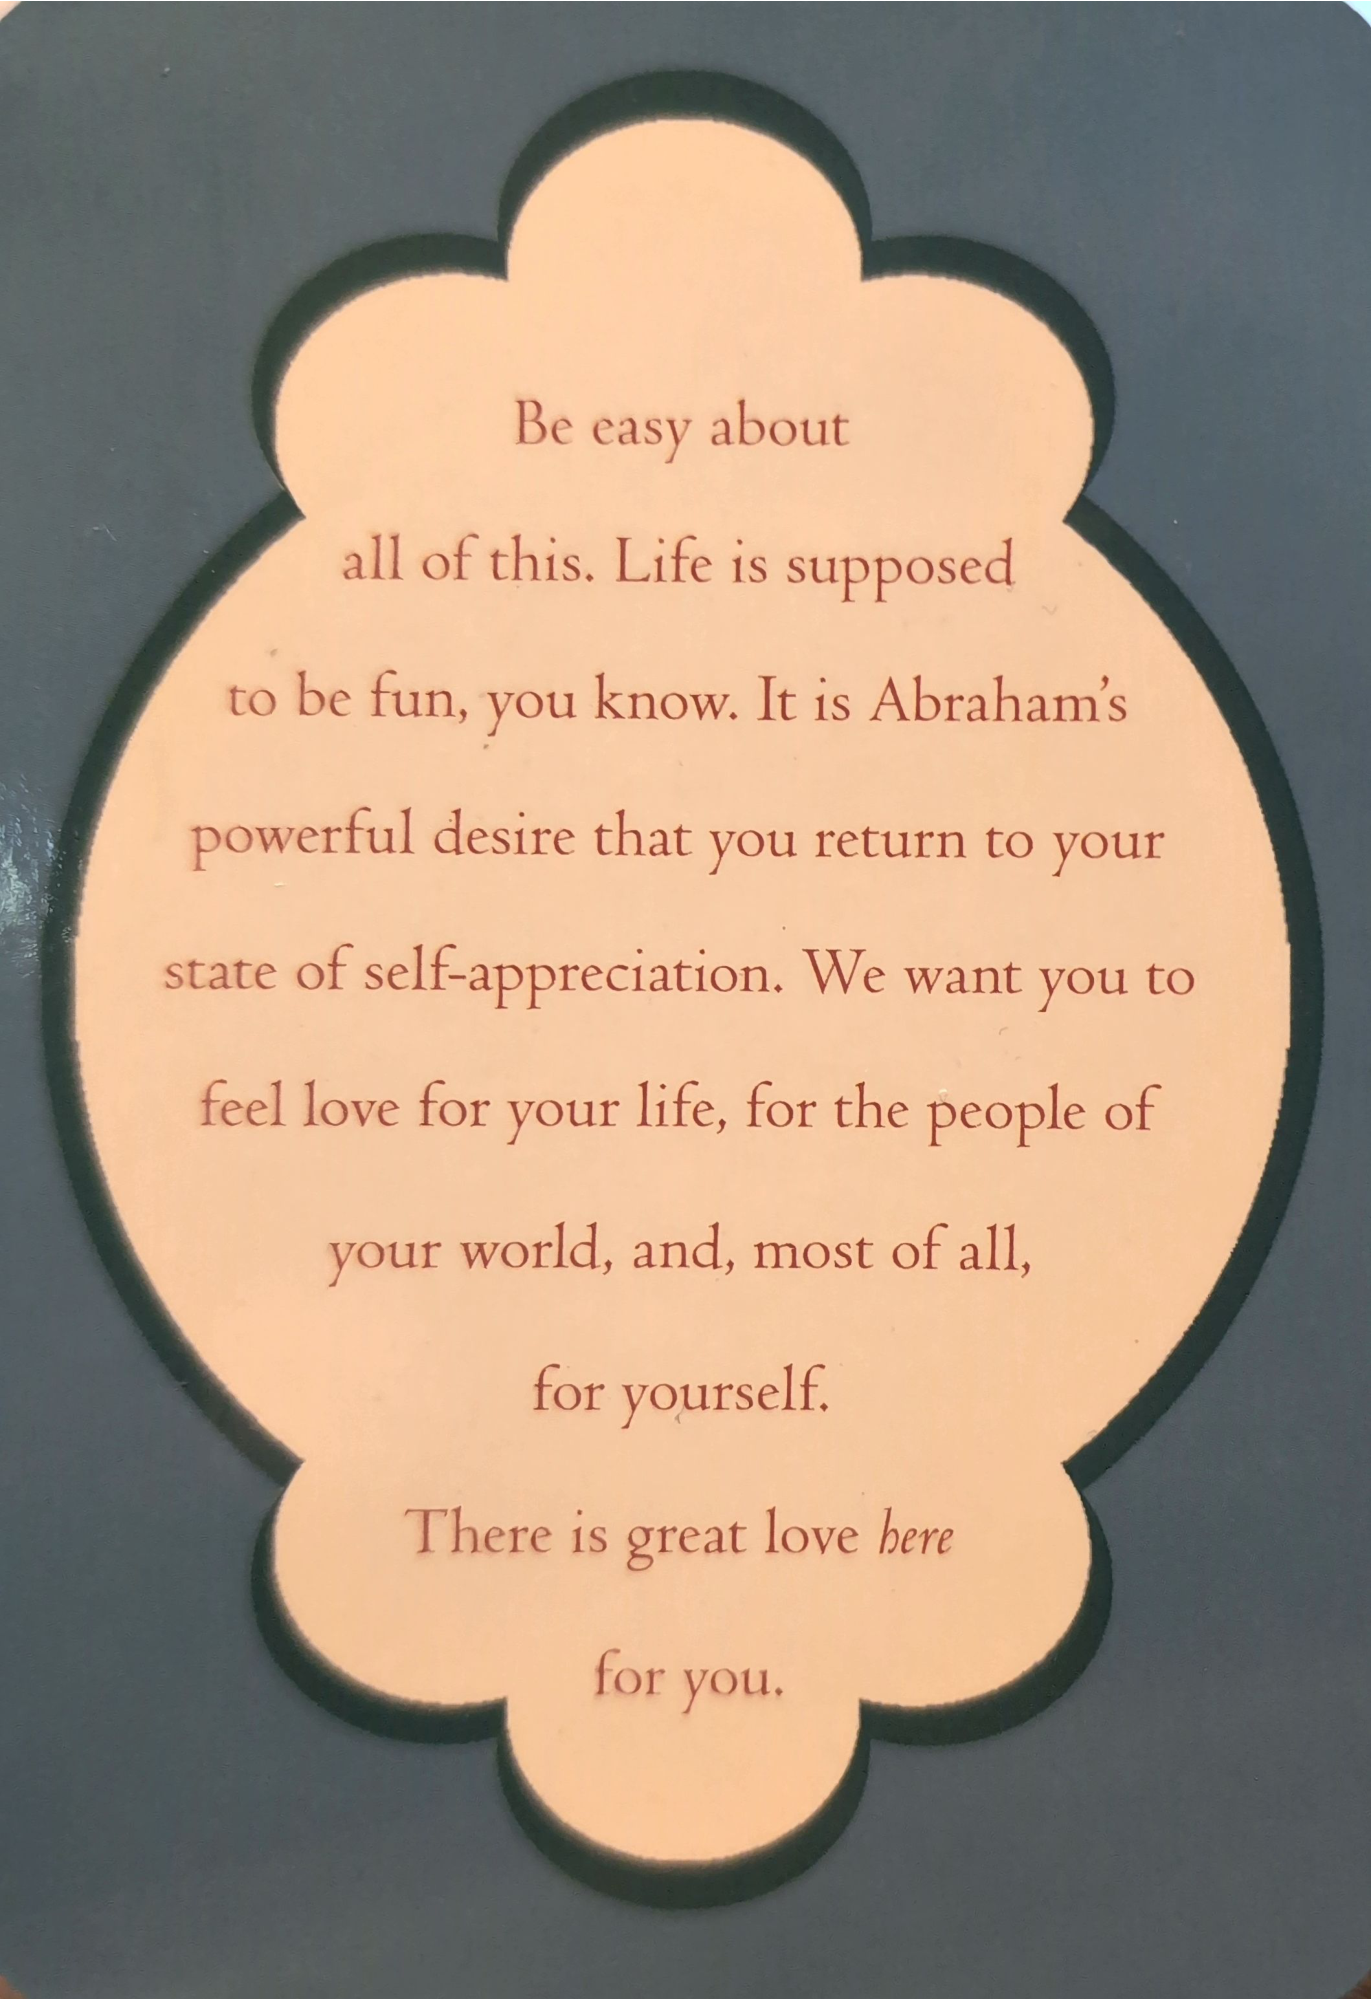 Be easy about
all of this. Life is supposed
to be fun, you know. It is Abraham's
powerful desire that you return to your
state of self-appreciation. We want you to
feel love for your life, for the people of
your world, and, most of all,
for yourself.
There is great love here
for you.